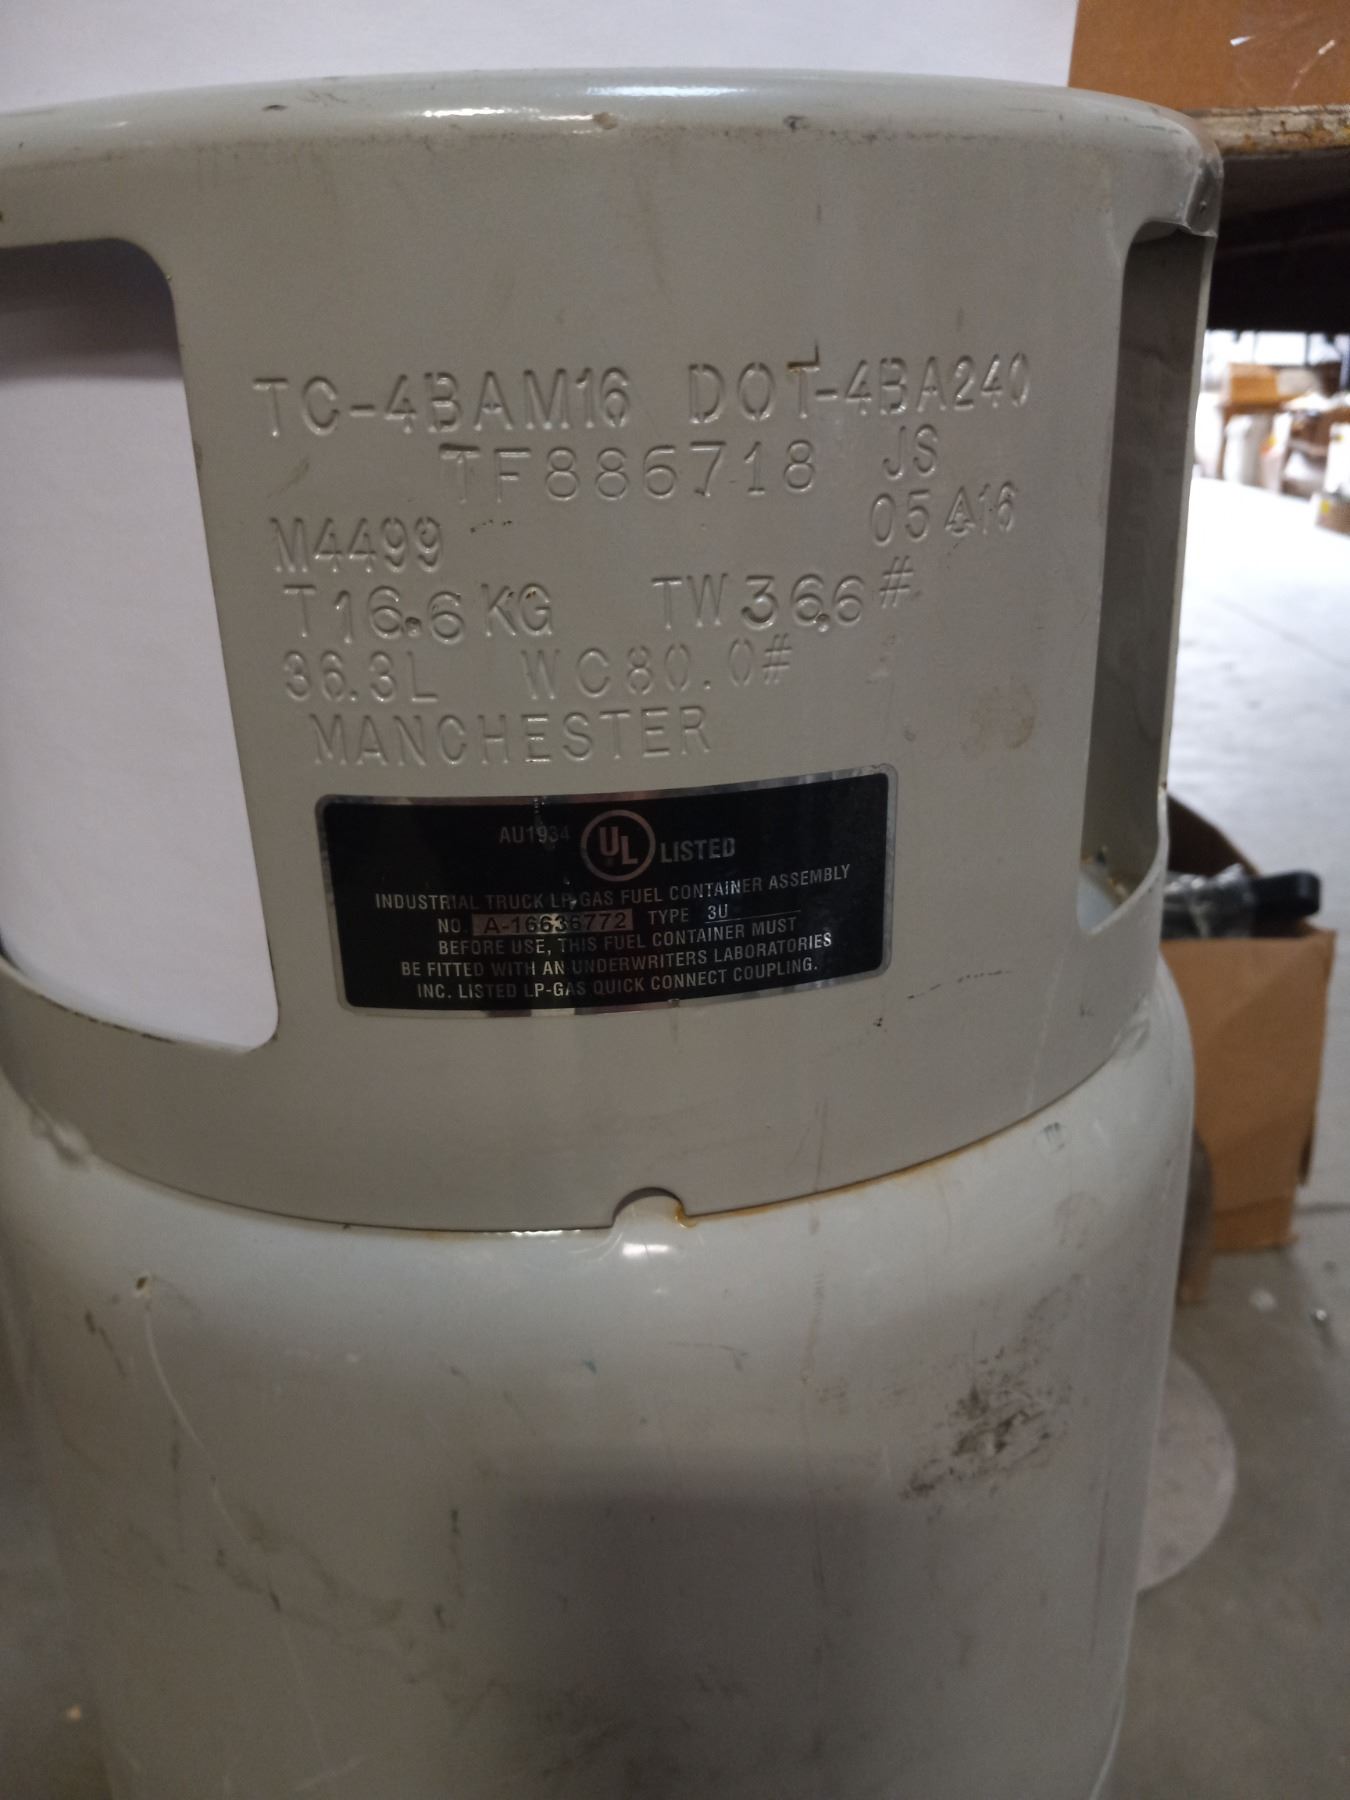 TC-4BAM16 DOT-4BA240
TF886718 JS
M4499 05 16
T16.6KG TW36.6#
36.3L WC80.0#
MANCHESTER
AU1934 UL LISTED
INDUSTRIAL TRUCK LP-GAS FUEL CONTAINER ASSEMBLY
NO. A-16636772 TYPE 3U
BEFORE USE, THIS FUEL CONTAINER MUST
BE FITTED WITH AN UNDERWRITERS LABORATORIES
INC. LISTED LP-GAS QUICK CONNECT COUPLING.